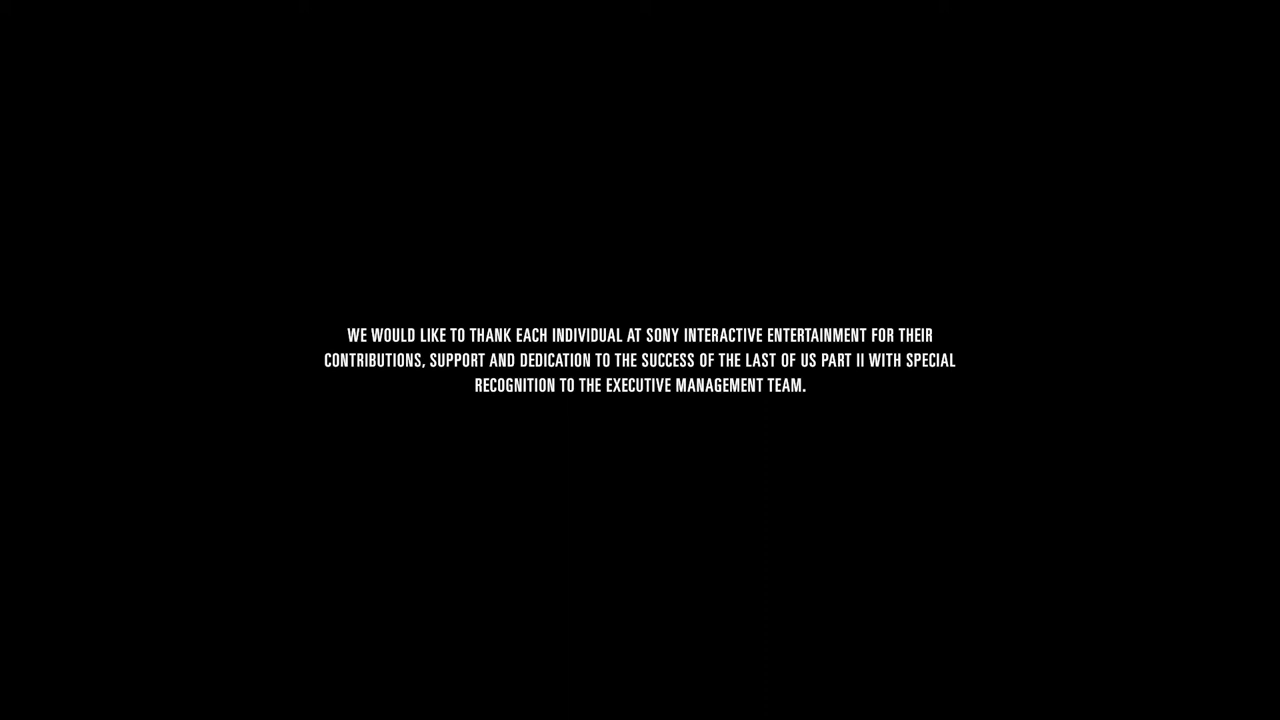 WE WOULD LIKE TO THANK EACH INDIVIDUAL AT SONY INTERACTIVE ENTERTAINMENT FOR THEIR
CONTRIBUTIONS, SUPPORT AND DEDICATION TO THE SUCCESS OF THE LAST OF US PART II WITH SPECIAL
RECOGNITION TO THE EXECUTIVE MANAGEMENT TEAM.